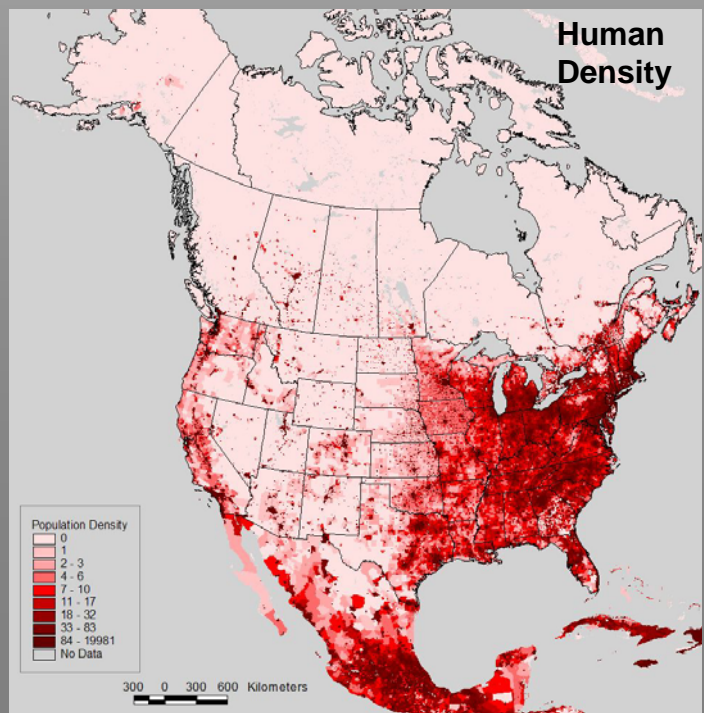 Human
Density
Population Density
0
1
2 - 3
4 - 6
7 - 10
11 - 17
18 - 32
33 - 83
84 - 19981
No Data
300 0 300 600 Kilometers